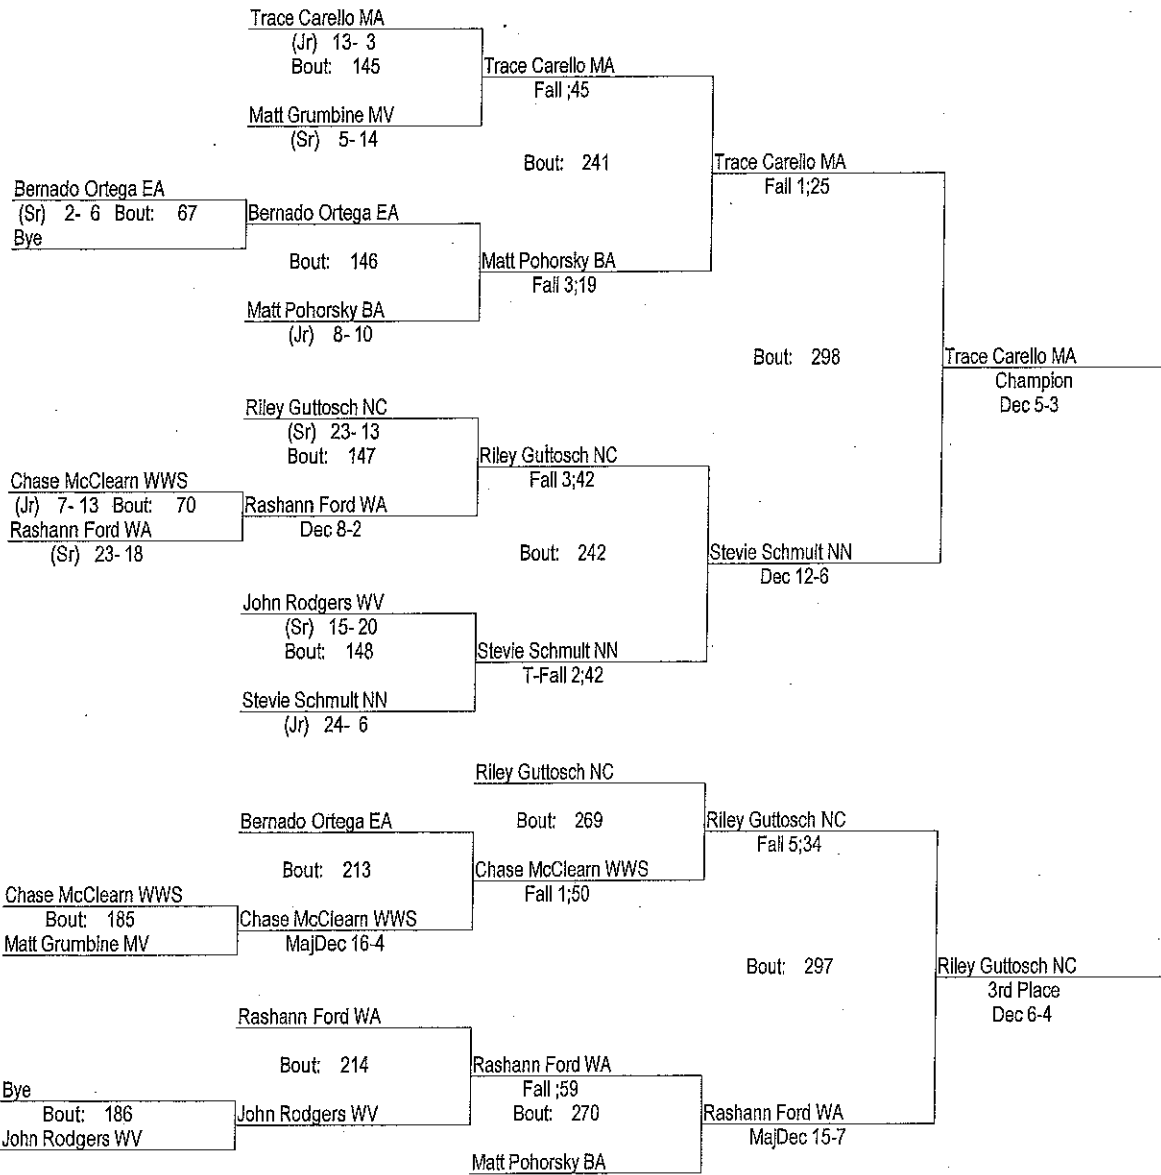 Trace Carello MA
(Jr) 13- 3
Bout: 145
Trace Carello MA
Fall ;45
Matt Grumbine MV
(Sr) 5- 14
Bout: 241
Trace Carello MA
Fall 1;25
Bernado Ortega EA
(Sr) 2- 6 Bout: 67
Bye
Bernado Ortega EA
Bout: 146
Matt Pohorsky BA
Fall 3;19
Matt Pohorsky BA
(Jr) 8- 10
Bout: 298
Trace Carello MA
Champion
Dec 5-3
Riley Guttosch NC
(Sr) 23- 13
Bout: 147
Riley Guttosch NC
Fall 3;42
Chase McClearn WWS
(Jr) 7- 13 Bout: 70
Rashann Ford WA
(Sr) 23- 18
Rashann Ford WA
Dec 8-2
Bout: 242
Stevie Schmult NN
Dec 12-6
John Rodgers WV
(Sr) 15- 20
Bout: 148
Stevie Schmult NN
T-Fall 2;42
Stevie Schmult NN
(Jr) 24- 6
Riley Guttosch NC
Bout: 269
Riley Guttosch NC
Fall 5;34
Bernado Ortega EA
Bout: 213
Chase McClearn WWS
Fall 1;50
Chase McClearn WWS
Bout: 185
Matt Grumbine MV
Chase McClearn WWS
MajDec 16-4
Bout: 297
Riley Guttosch NC
3rd Place
Dec 6-4
Rashann Ford WA
Bout: 214
Rashann Ford WA
Fall ;59
Bout: 270
Bye
Bout: 186
John Rodgers WV
John Rodgers WV
Rashann Ford WA
MajDec 15-7
Matt Pohorsky BA